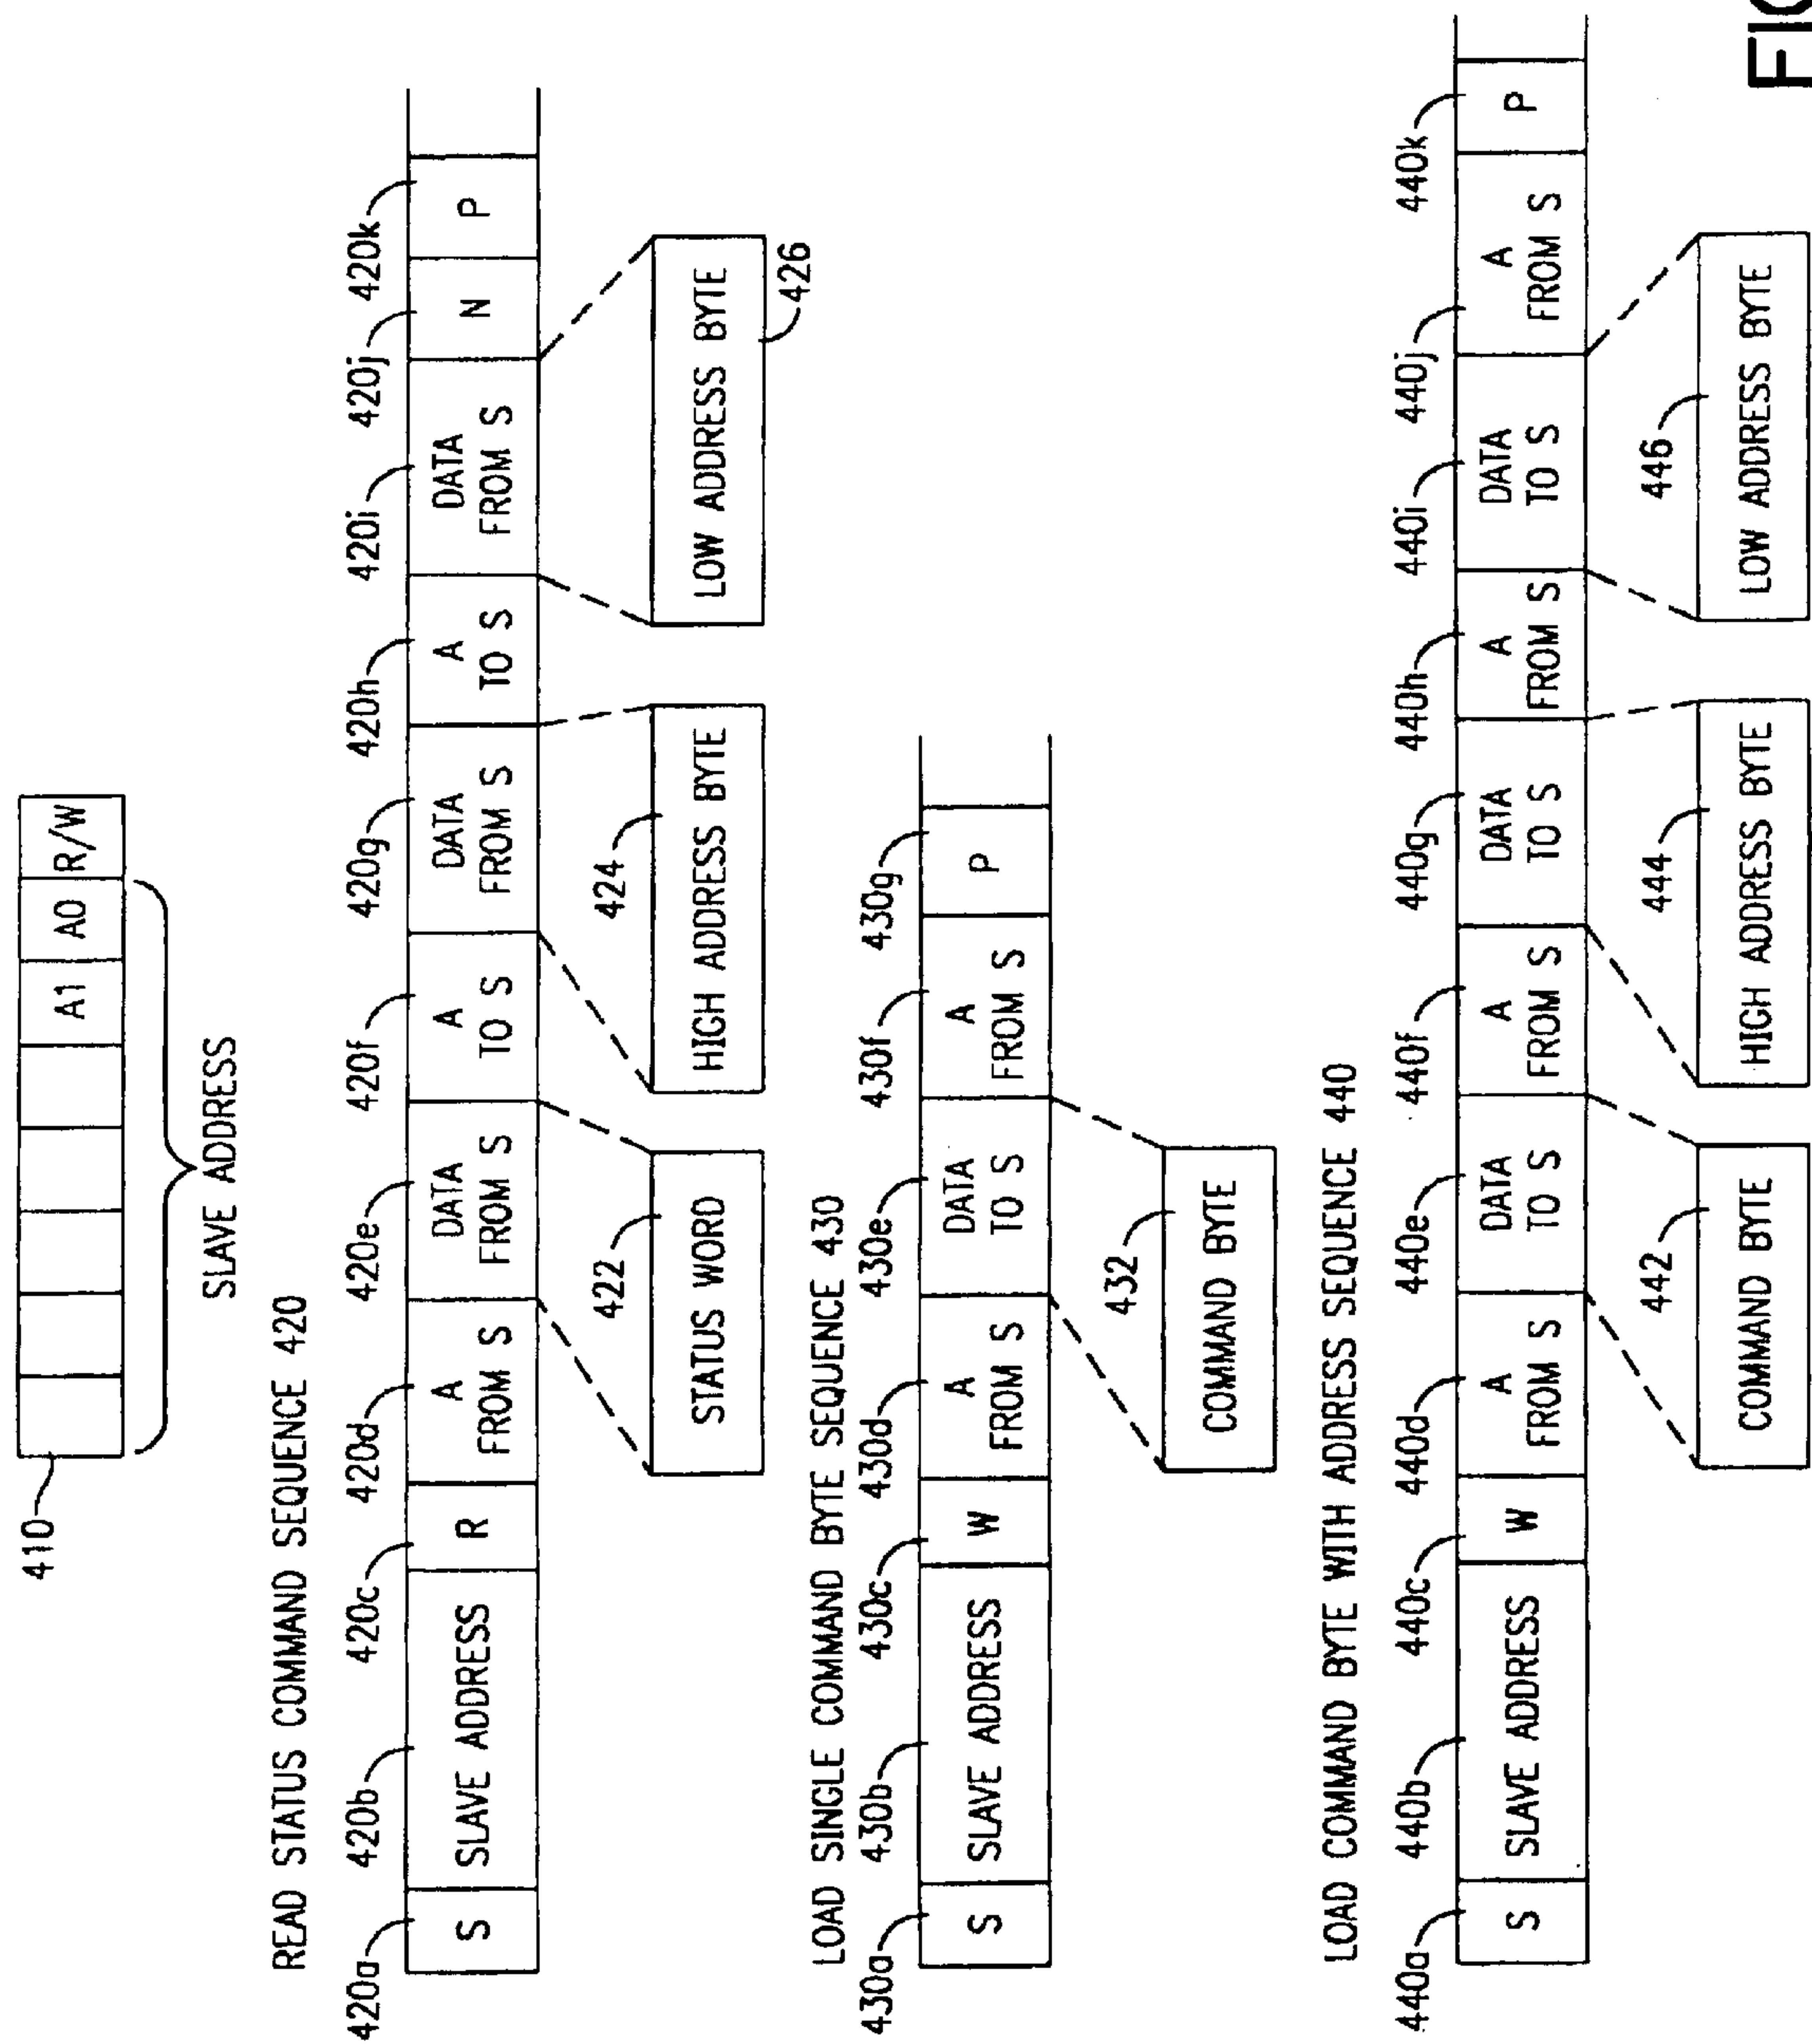 410
A1 A0 R/W
SLAVE ADDRESS
READ STATUS COMMAND SEQUENCE 420
420a 420b 420c 420d 420e 420f 420g 420h 420i 420j 420k
S SLAVE ADDRESS R A FROM S DATA FROM S A TO S DATA FROM S A TO S DATA FROM S N P
422 424
STATUS WORD HIGH ADDRESS BYTE LOW ADDRESS BYTE
426
LOAD SINGLE COMMAND BYTE SEQUENCE 430
430a 430b 430c 430d 430e 430f 430g
S SLAVE ADDRESS W A FROM S DATA TO S A FROM S P
432
COMMAND BYTE
LOAD COMMAND BYTE WITH ADDRESS SEQUENCE 440
440a 440b 440c 440d 440e 440f 440g 440h 440i 440j 440k
S SLAVE ADDRESS W A FROM S DATA TO S A FROM S DATA TO S A FROM S DATA TO S A FROM S P
442 444 446
COMMAND BYTE HIGH ADDRESS BYTE LOW ADDRESS BYTE